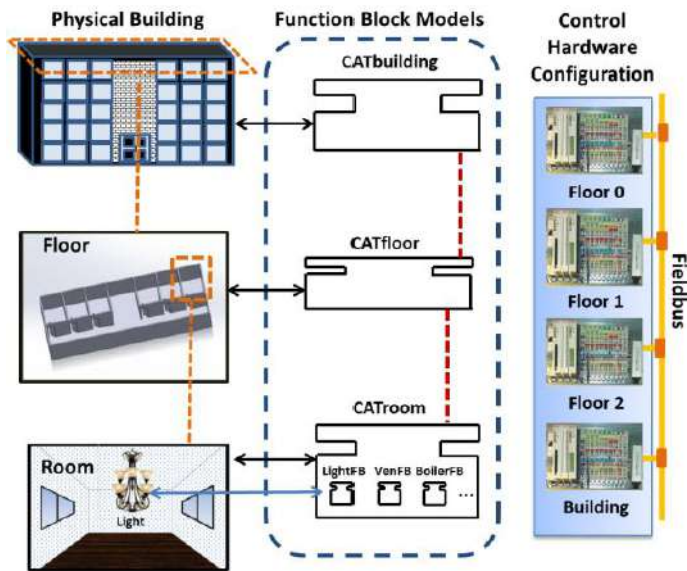 Physical Building
Function Block Models
Control
Hardware
Configuration
CATbuilding
Floor 0
Floor
CATfloor
Floor 1
Fieldbus
Floor 2
CATroom
Room
LightFB VenFB BoilerFB
...
Light
Building